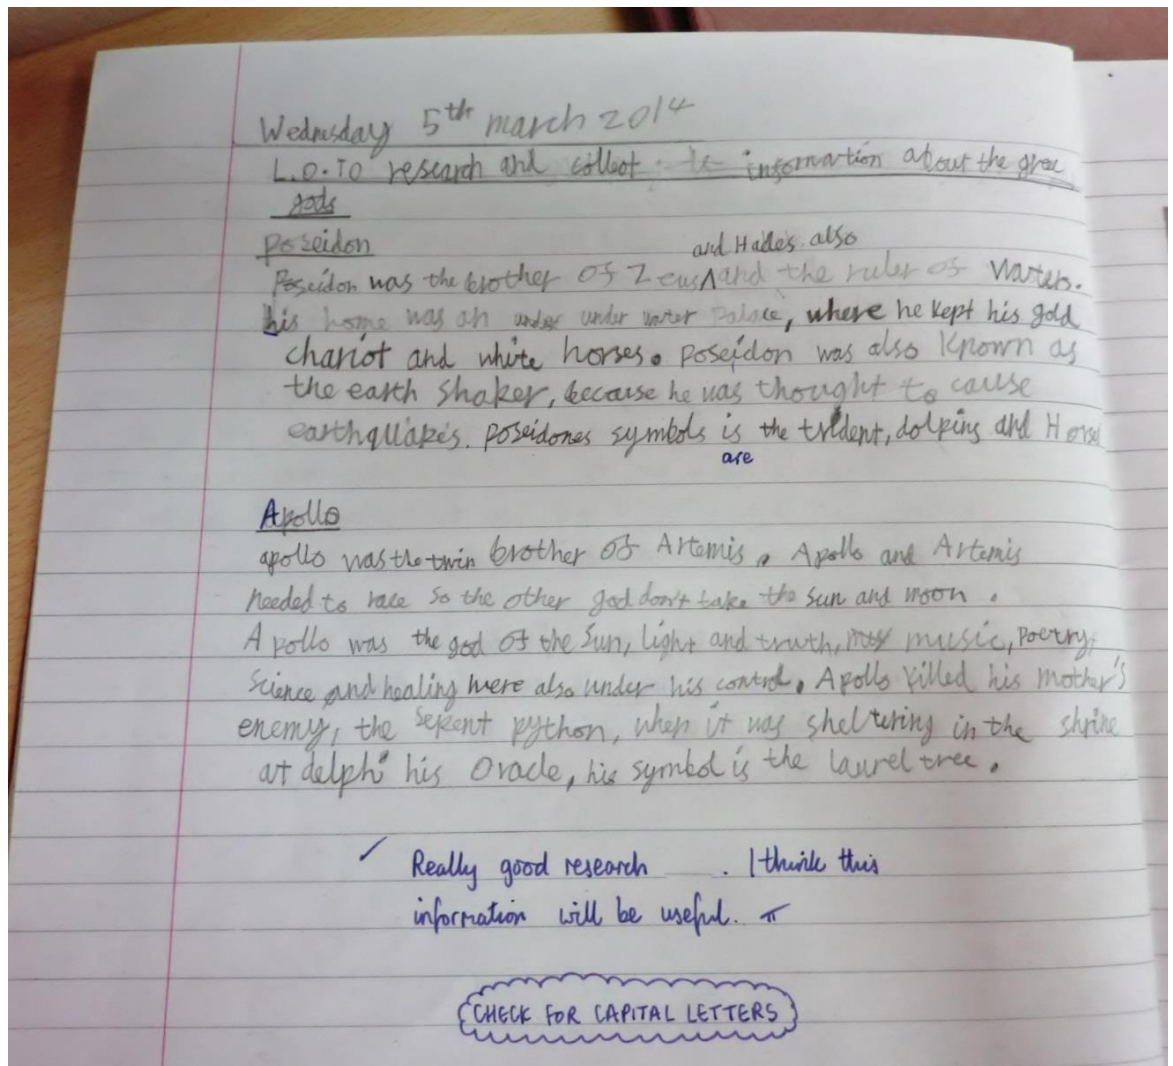 Wednesday 5th march 2014
L.O. To research and collect information about the gree
gods
Poseidon
and Hades also
Poseidon was the brother of Zeus ^ and the ruler of Waters.
his home was an under under water palace, where he kept his gold
chariot and white horses. Poseidon was also known as
the earth shaker, because he was thought to cause
earthquakes. Poseidones symbols is the trident, dolpins and Horses
are
Apollo
apollo was the twin brother of Artemis. Apollo and Artemis
needed to race so the other god don't take the sun and moon.
Apollo was the god of the Sun, light and truth, music, Poetry,
Science and healing were also under his control. Apollo killed his mother's
enemy, the serpent python, when it was sheltering in the shrine
at delphi his Oracle, his symbol is the laurel tree.
✓ Really good research . I think this
information will be useful.
CHECK FOR CAPITAL LETTERS